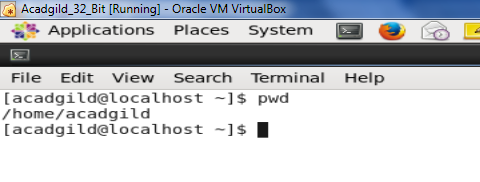 Acadgild_32_Bit [Running] - Oracle VM VirtualBox
Applications Places System
File Edit View Search Terminal Help
[acadgild@localhost ~]$ pwd
/home/acadgild
[acadgild@localhost ~]$